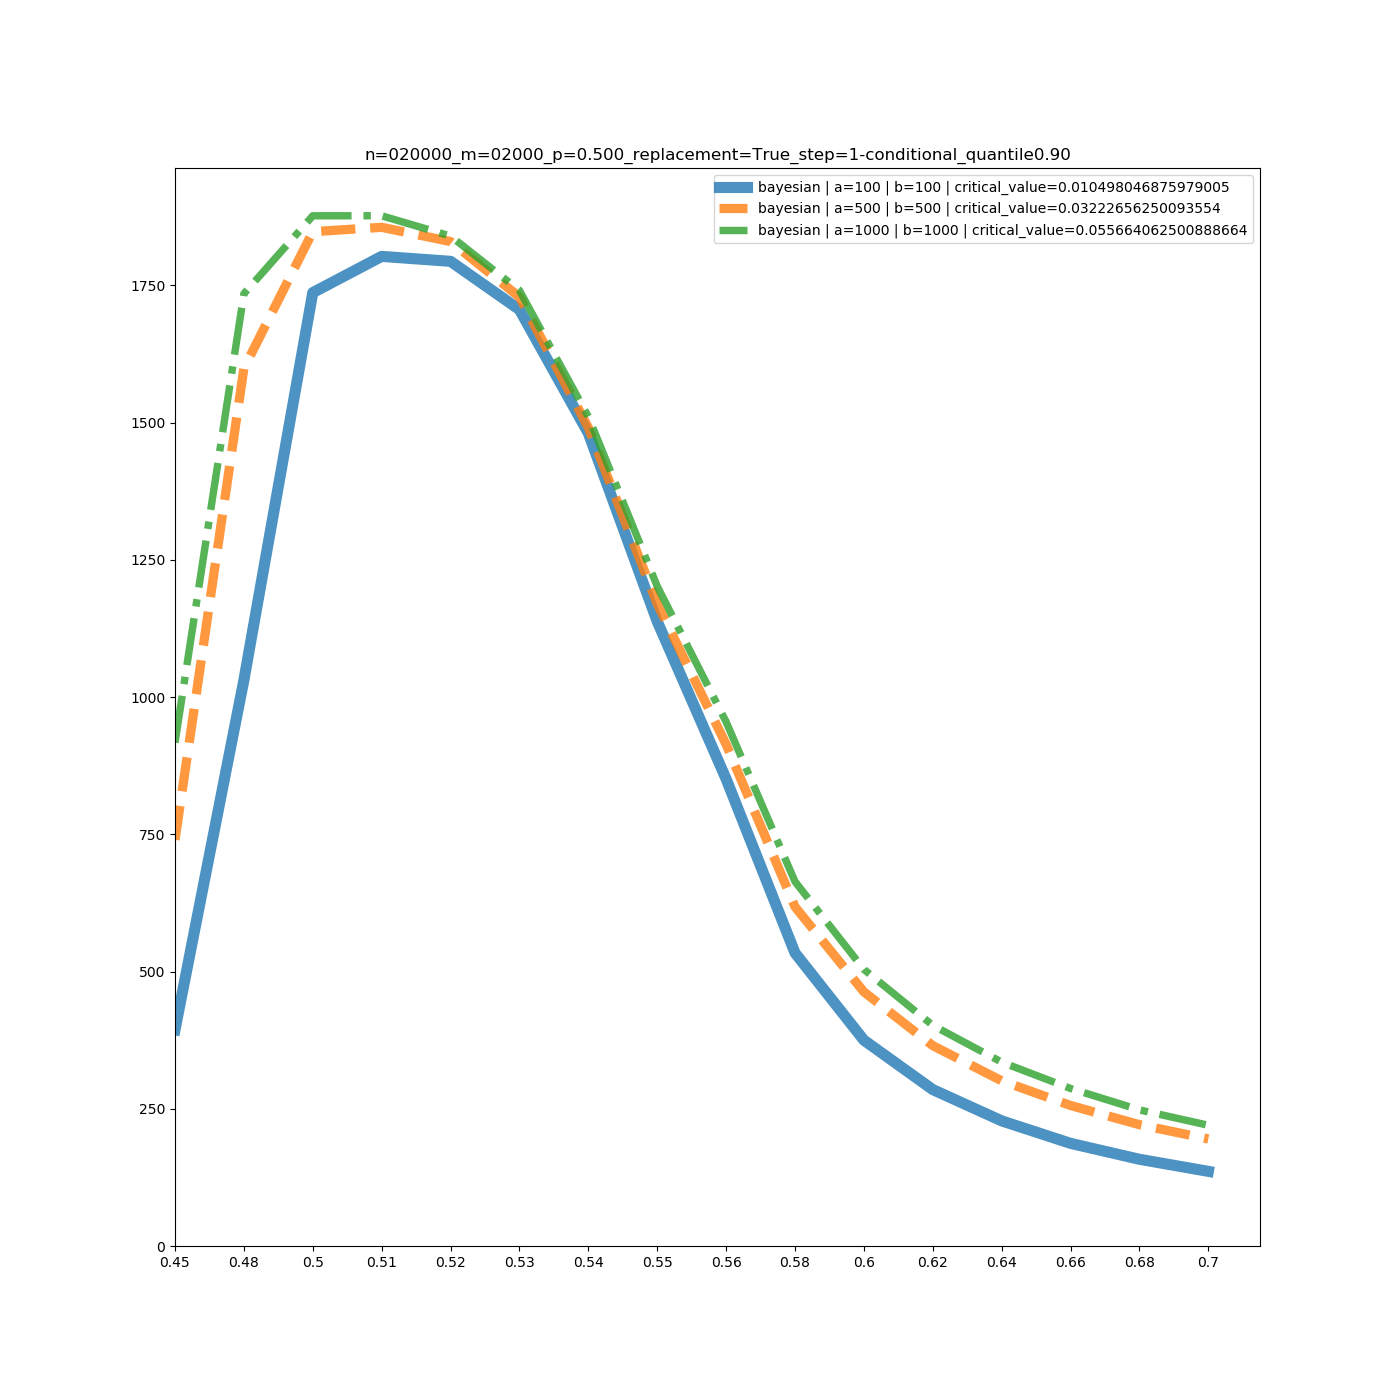 n=020000_m=02000_p=0.500_replacement=True_step=1-conditional_quantile0.90
bayesian | a=100 | b=100 | critical_value=0.010498046875979005
bayesian | a=500 | b=500 | critical_value=0.03222656250093554
bayesian | a=1000 | b=1000 | critical_value=0.055664062500888664
1750
1500
1250
1000
750
500
250
0
0.45 0.48 0.5 0.51 0.52 0.53 0.54 0.55 0.56 0.58 0.6 0.62 0.64 0.66 0.68 0.7